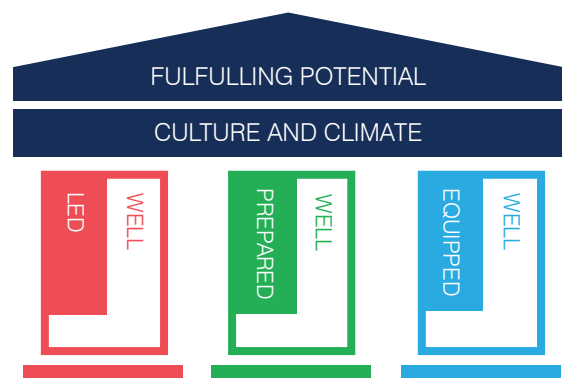 FULFULLING POTENTIAL
CULTURE AND CLIMATE
WELL
LED
WELL
PREPARED
WELL
EQUIPPED